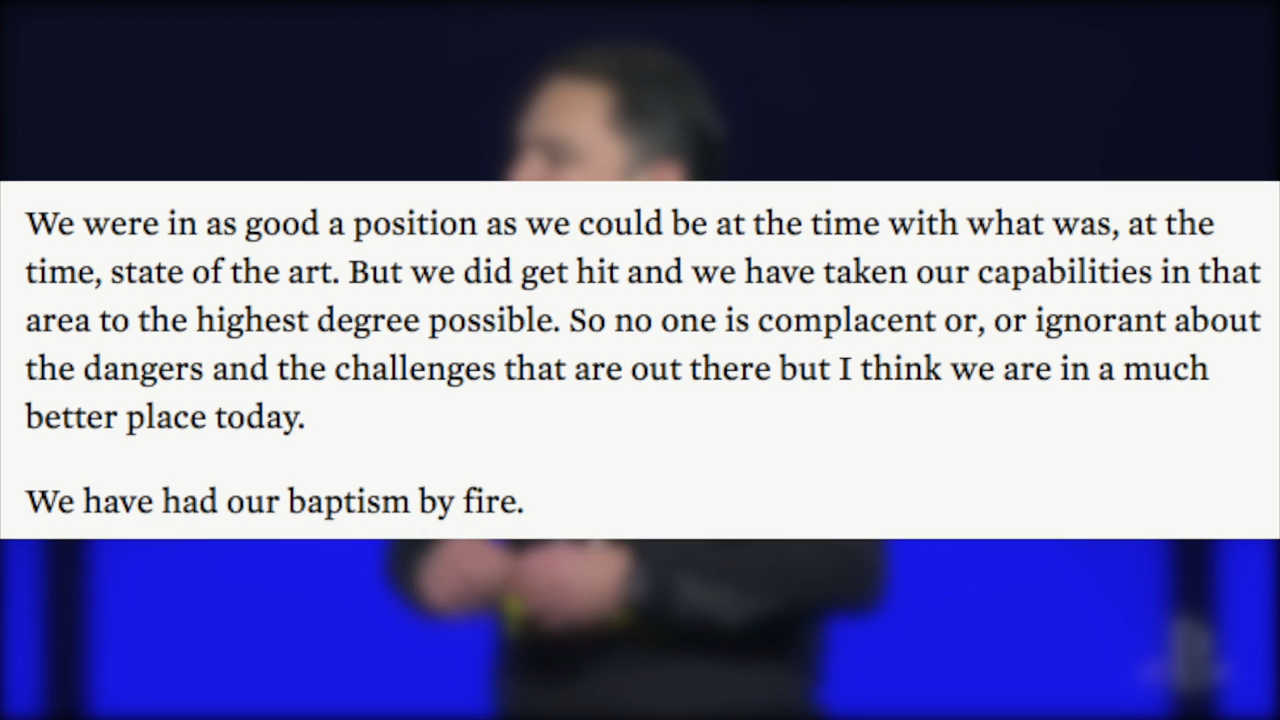 We were in as good a position as we could be at the time with what was, at the
time, state of the art. But we did get hit and we have taken our capabilities in that
area to the highest degree possible. So no one is complacent or, or ignorant about
the dangers and the challenges that are out there but I think we are in a much
better place today.
We have had our baptism by fire.